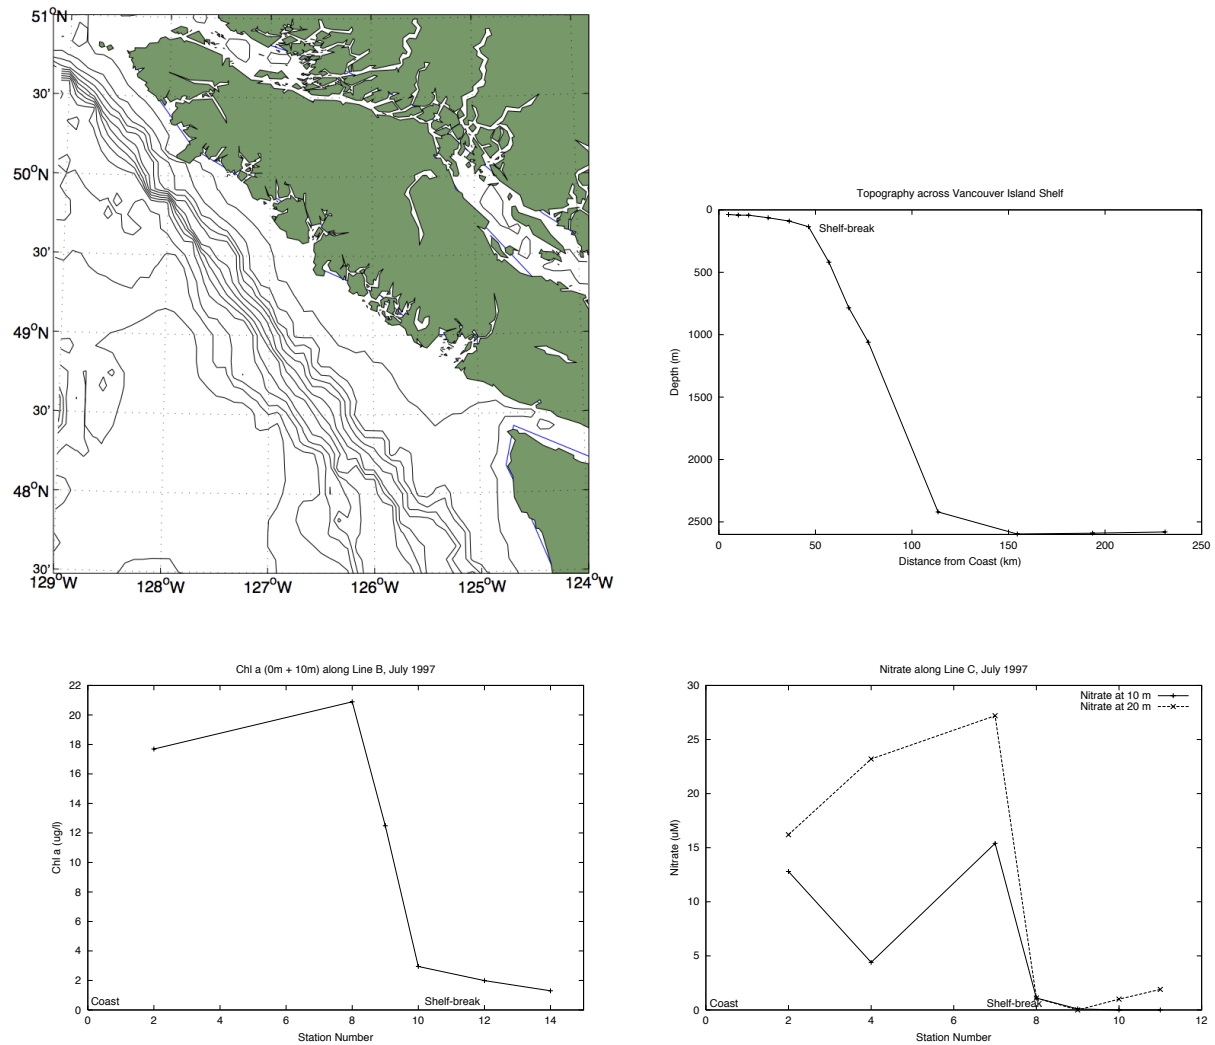 51°N
30'
50°N
30'
49°N
30'
48°N
30'
129°W 128°W 127°W 126°W 125°W 124°W
Topography across Vancouver Island Shelf
0
500
1000
1500
2000
2500
Depth (m)
Shelf-break
0 50 100 150 200 250
Distance from Coast (km)
Chl a (0m + 10m) along Line B, July 1997
22
20
18
16
14
12
10
8
6
4
2
0
Chl a (ug/l)
Coast Shelf-break
0 2 4 6 8 10 12 14
Station Number
Nitrate along Line C, July 1997
30
25
20
15
10
5
0
Nitrate (uM)
Nitrate at 10 m
Nitrate at 20 m
Coast Shelf-break
0 2 4 6 8 10 12
Station Number